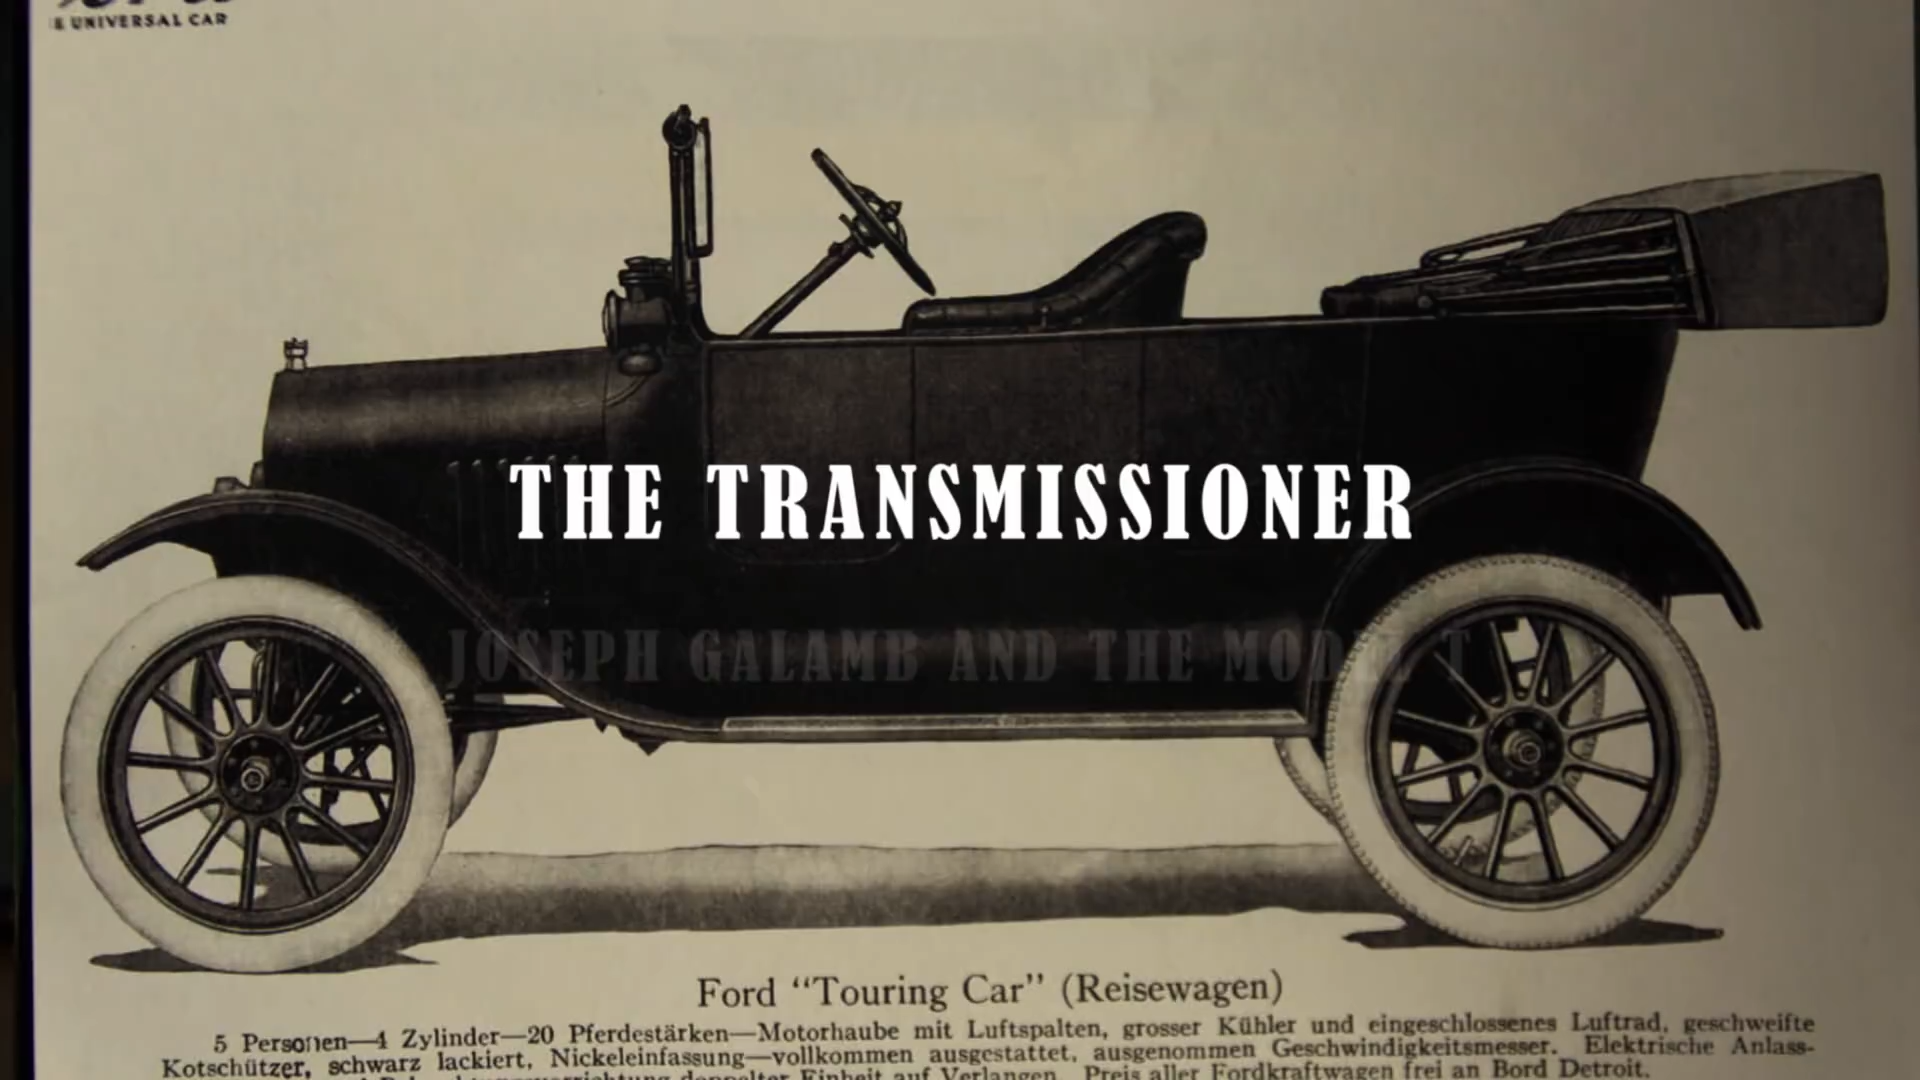 UNIVERSAL CAR
THE TRANSMISSIONER
JOSEPH GALAMB AND THE MODEL T
Ford “Touring Car” (Reisewagen)
5 Personen—4 Zylinder—20 Pferdestärken—Motorhaube mit Luftspalten, grosser Kühler und eingeschlossenes Luftrad, geschweifte
Kotschützer, schwarz lackiert, Nickeleinfassung—vollkommen ausgestattet, ausgenommen Geschwindigkeitsmesser. Elektrische Anlass-
doppelter Einheit auf Verlangen. Preis aller Fordkraftwagen frei an Bord Detroit.